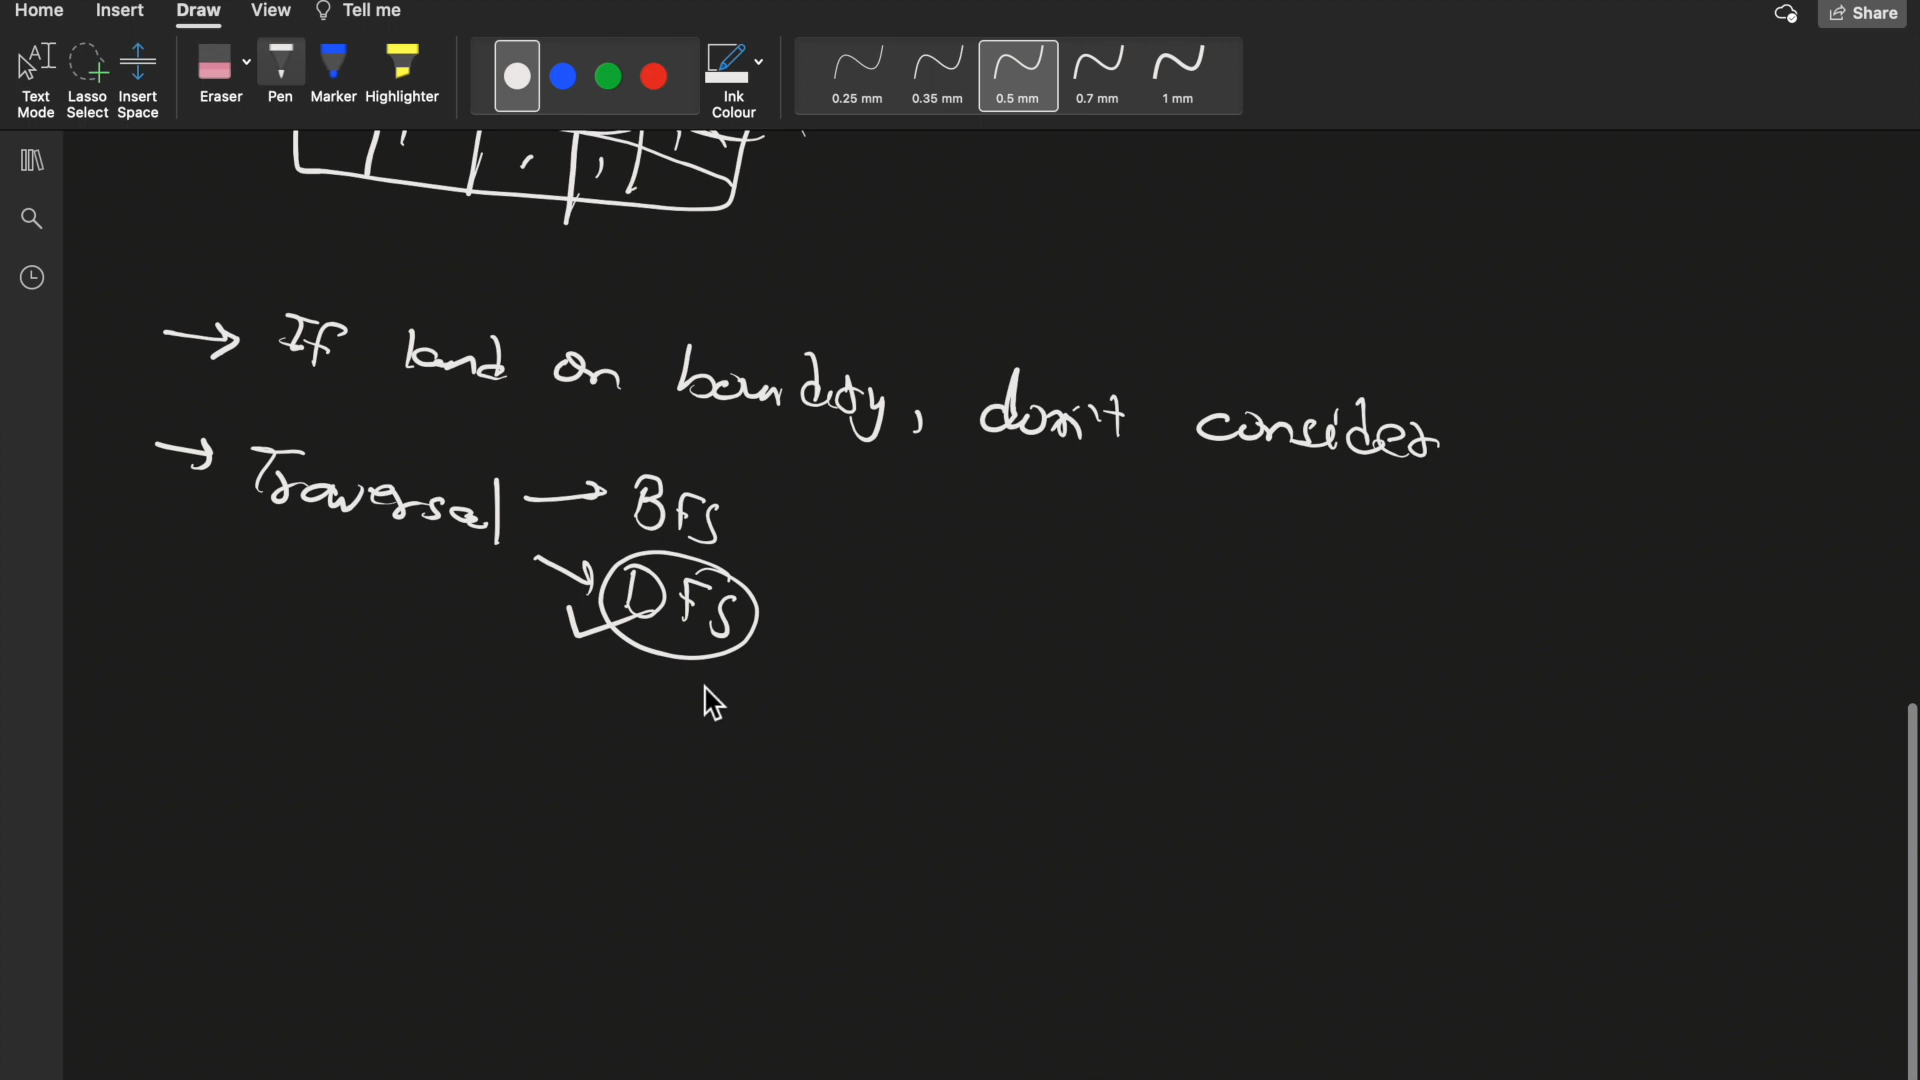 Home Insert Draw View Tell me Share
Text Mode Lasso Select Insert Space Eraser Pen Marker Highlighter Ink Colour 0.25 mm 0.35 mm 0.5 mm 0.7 mm 1 mm
→ If land on boundary, don't consider
→ Traversal → BFS
→ DFS